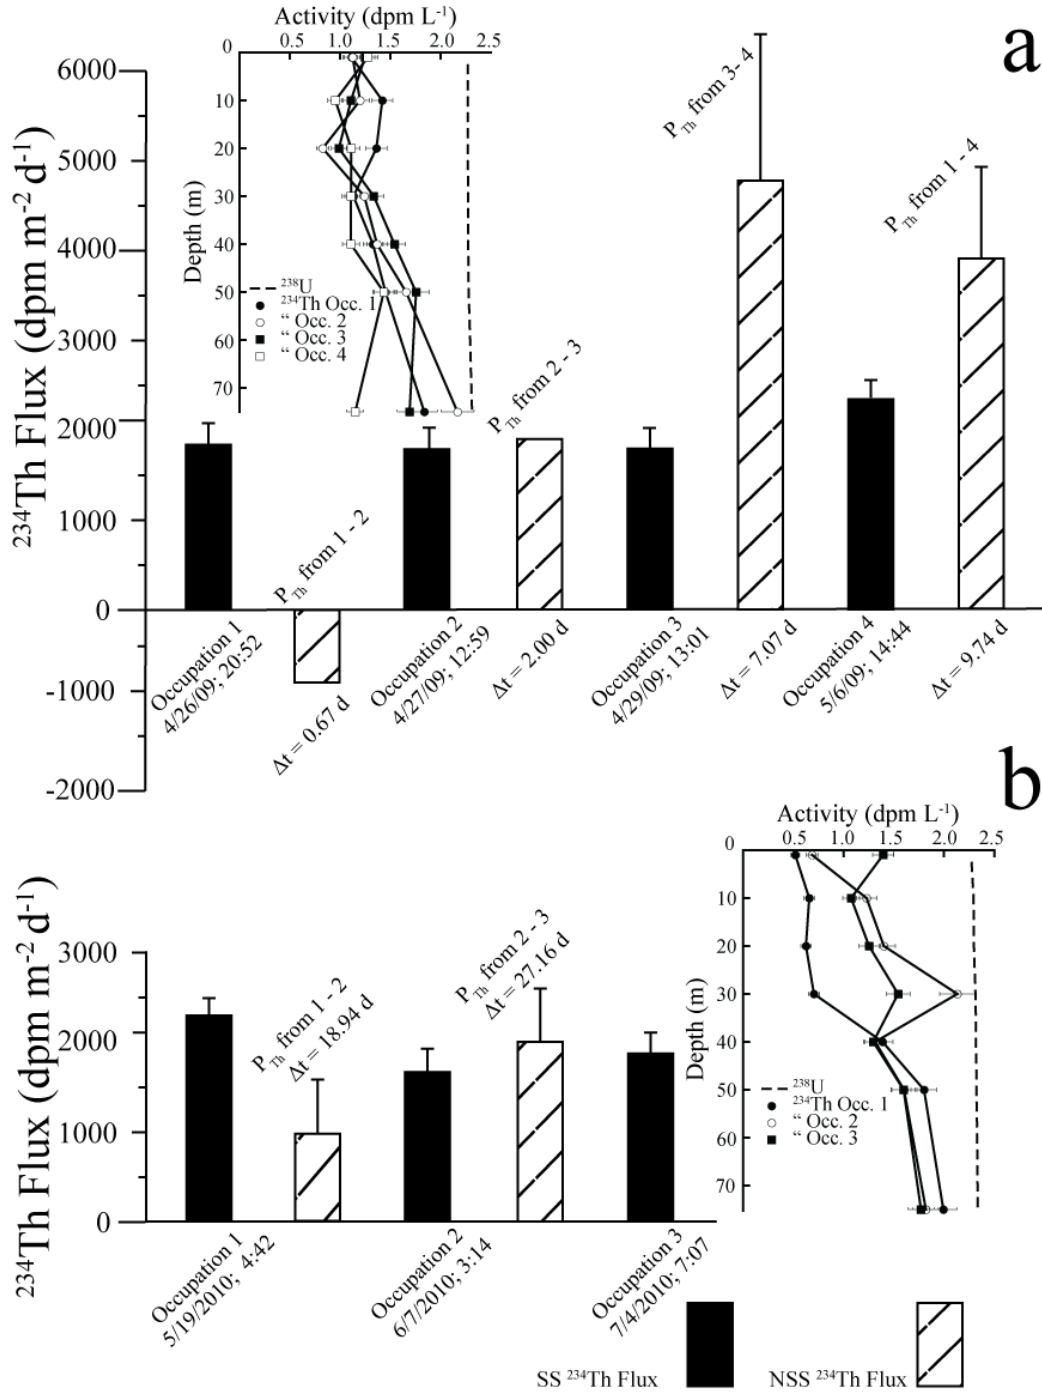 a
Activity (dpm L-1)
0
0.5 1.0 1.5 2.0 2.5
10
20
30
40
50
60
70
Depth (m)
238U
234Th Occ. 1
“ Occ. 2
“ Occ. 3
“ Occ. 4
234Th Flux (dpm m-2 d-1)
6000
5000
4000
3000
2000
1000
0
-1000
-2000
PTh from 1 - 2
PTh from 2 - 3
PTh from 3- 4
PTh from 1 - 4
Occupation 1
4/26/09; 20:52
Δt = 0.67 d
Occupation 2
4/27/09; 12:59
Δt = 2.00 d
Occupation 3
4/29/09; 13:01
Δt = 7.07 d
Occupation 4
5/6/09; 14:44
Δt = 9.74 d
b
Activity (dpm L-1)
0
0.5 1.0 1.5 2.0 2.5
10
20
30
40
50
60
70
Depth (m)
238U
234Th Occ. 1
“ Occ. 2
“ Occ. 3
234Th Flux (dpm m-2 d-1)
3000
2000
1000
0
PTh from 1 - 2
Δt = 18.94 d
PTh from 2 - 3
Δt = 27.16 d
Occupation 1
5/19/2010; 4:42
Occupation 2
6/7/2010; 3:14
Occupation 3
7/4/2010; 7:07
SS 234Th Flux
NSS 234Th Flux